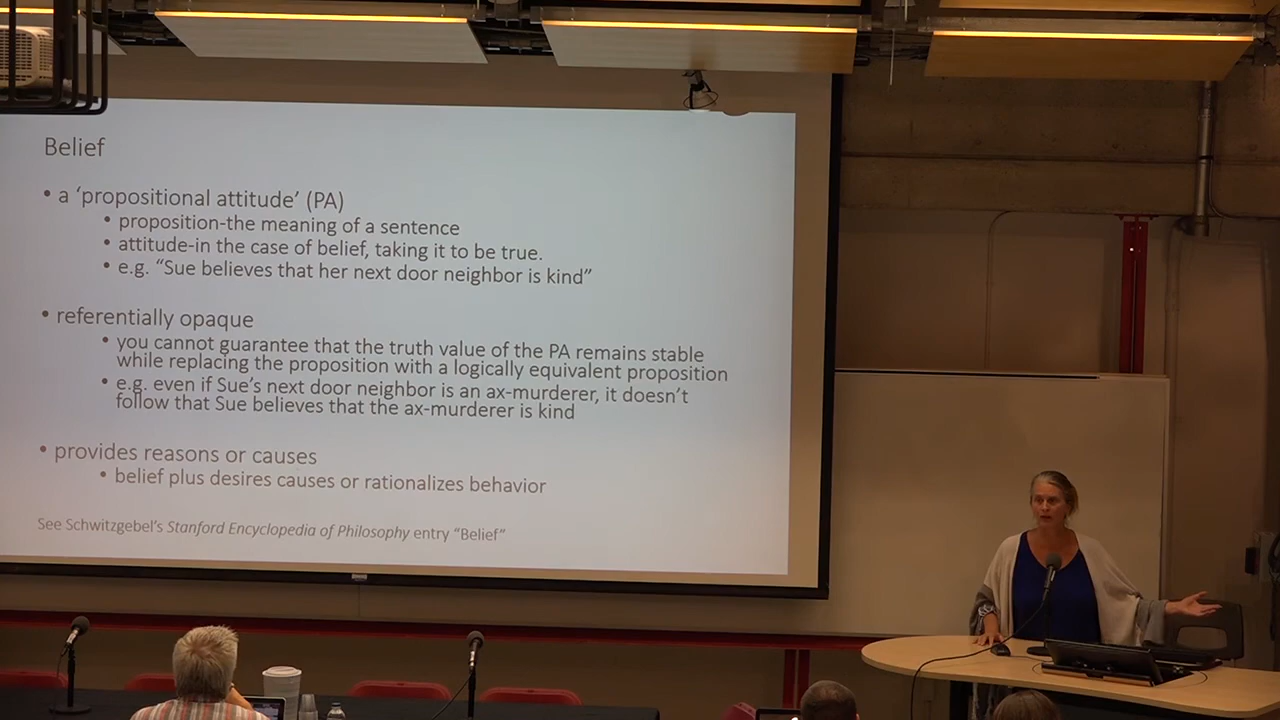 Belief
• a ‘propositional attitude’ (PA)
• proposition-the meaning of a sentence
• attitude-in the case of belief, taking it to be true.
• e.g. “Sue believes that her next door neighbor is kind”
• referentially opaque
• you cannot guarantee that the truth value of the PA remains stable
while replacing the proposition with a logically equivalent proposition
• e.g. even if Sue’s next door neighbor is an ax-murderer, it doesn’t
follow that Sue believes that the ax-murderer is kind
• provides reasons or causes
• belief plus desires causes or rationalizes behavior
See Schwitzgebel’s Stanford Encyclopedia of Philosophy entry “Belief”